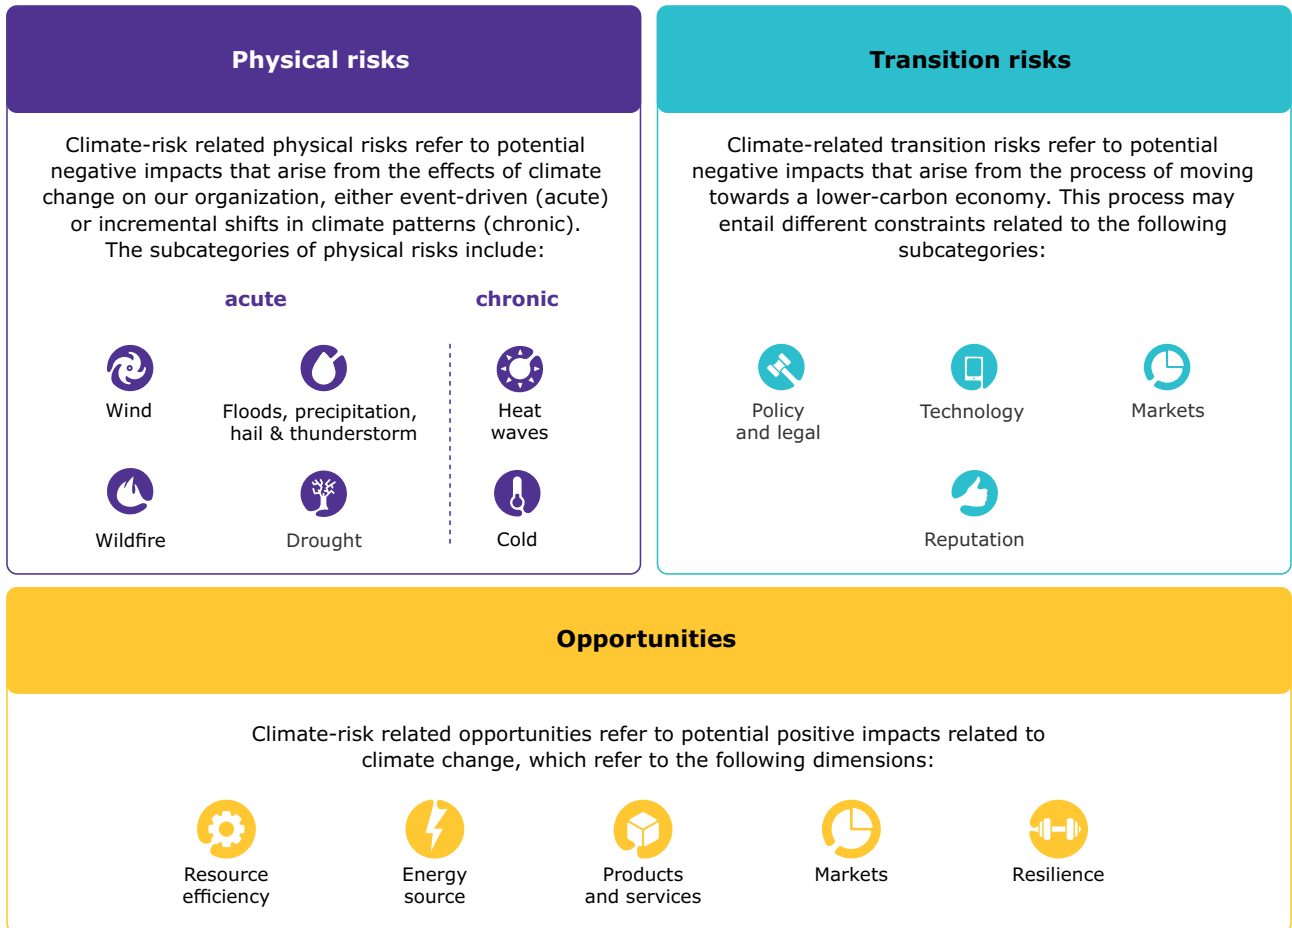 Physical risks
Climate-risk related physical risks refer to potential
negative impacts that arise from the effects of climate
change on our organization, either event-driven (acute)
or incremental shifts in climate patterns (chronic).
The subcategories of physical risks include:
acute
chronic
Wind
Floods, precipitation,
hail & thunderstorm
Heat
waves
Wildfire
Drought
Cold
Transition risks
Climate-related transition risks refer to potential
negative impacts that arise from the process of moving
towards a lower-carbon economy. This process may
entail different constraints related to the following
subcategories:
Policy
and legal
Technology
Markets
Reputation
Opportunities
Climate-risk related opportunities refer to potential positive impacts related to
climate change, which refer to the following dimensions:
Resource
efficiency
Energy
source
Products
and services
Markets
Resilience